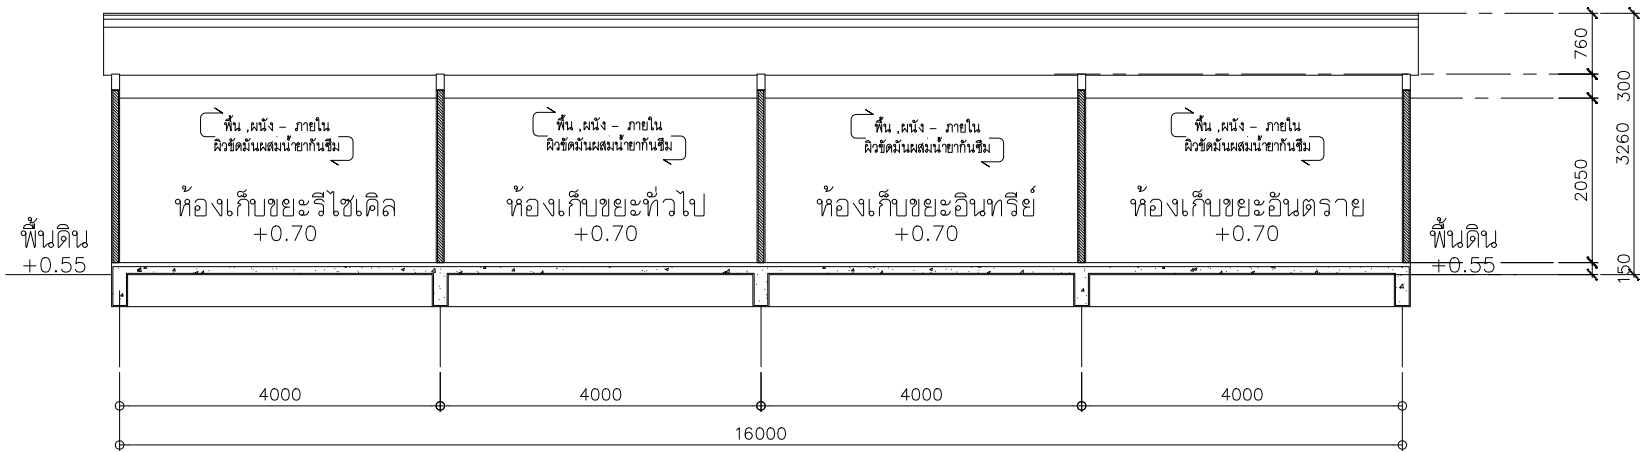 760
300
3260
2050
150
พื้น ,ผนัง - ภายใน
ผิวขัดมันผสมน้ำยากันซึม
ห้องเก็บขยะรีไซเคิล
+0.70
พื้น ,ผนัง - ภายใน
ผิวขัดมันผสมน้ำยากันซึม
ห้องเก็บขยะทั่วไป
+0.70
พื้น ,ผนัง - ภายใน
ผิวขัดมันผสมน้ำยากันซึม
ห้องเก็บขยะอินทรีย์
+0.70
พื้น ,ผนัง - ภายใน
ผิวขัดมันผสมน้ำยากันซึม
ห้องเก็บขยะอันตราย
+0.70
พื้นดิน
+0.55
พื้นดิน
+0.55
4000
4000
4000
4000
16000